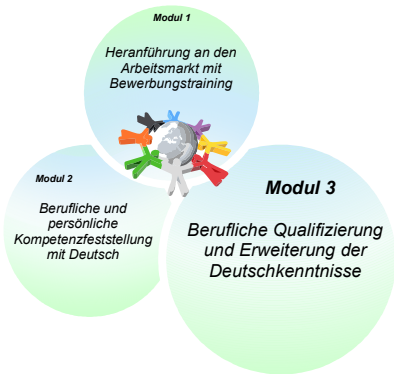 Modul 1
Heranführung an den
Arbeitsmarkt mit
Bewerbungstraining
Modul 2
Berufliche und
persönliche
Kompetenzfeststellung
mit Deutsch
Modul 3
Berufliche Qualifizierung
und Erweiterung der
Deutschkenntnisse